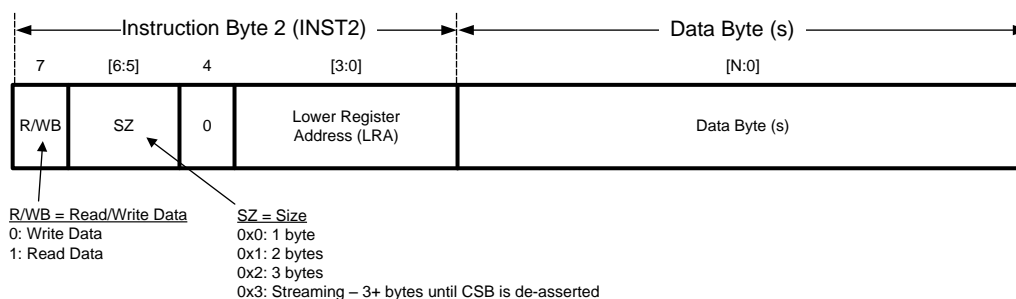 Instruction Byte 2 (INST2) Data Byte (s)
7 [6:5] 4 [3:0] [N:0]
R/WB SZ 0 Lower Register
Address (LRA) Data Byte (s)
R/WB = Read/Write Data
0: Write Data
1: Read Data
SZ = Size
0x0: 1 byte
0x1: 2 bytes
0x2: 3 bytes
0x3: Streaming – 3+ bytes until CSB is de-asserted